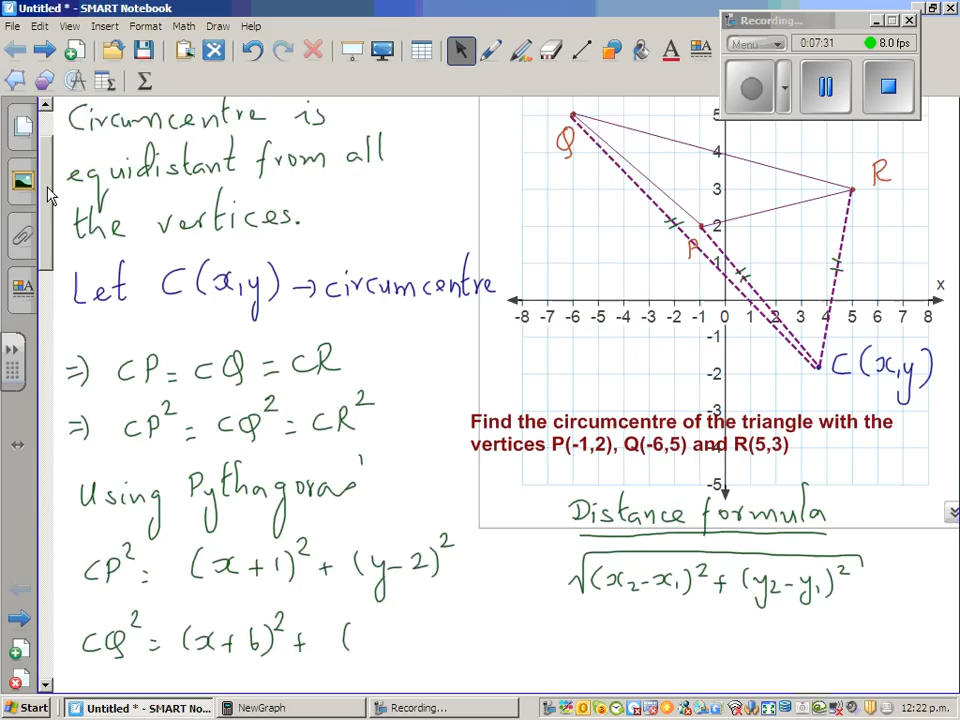 Untitled * - SMART Notebook
File Edit View Insert Format Math Draw Help
Recording...
Menu 0:07:31 8.0 fps
Circumcentre is
equidistant from all
the vertices.
Let C(x,y) → circumcentre
⇒ CP = CQ = CR
⇒ CP² = CQ² = CR²
Using Pythagoras'
CP² = (x+1)² + (y-2)²
CQ² = (x+6)² + (
Q
R
P
C(x,y)
5
4
3
2
1
x
-8 -7 -6 -5 -4 -3 -2 -1 0 1 2 3 4 5 6 7 8
-1
-2
-3
-4
-5
Find the circumcentre of the triangle with the
vertices P(-1,2), Q(-6,5) and R(5,3)
Distance formula
√(x₂-x₁)² + (y₂-y₁)²
Start Untitled * - SMART No... NewGraph Recording... 12:22 p.m.